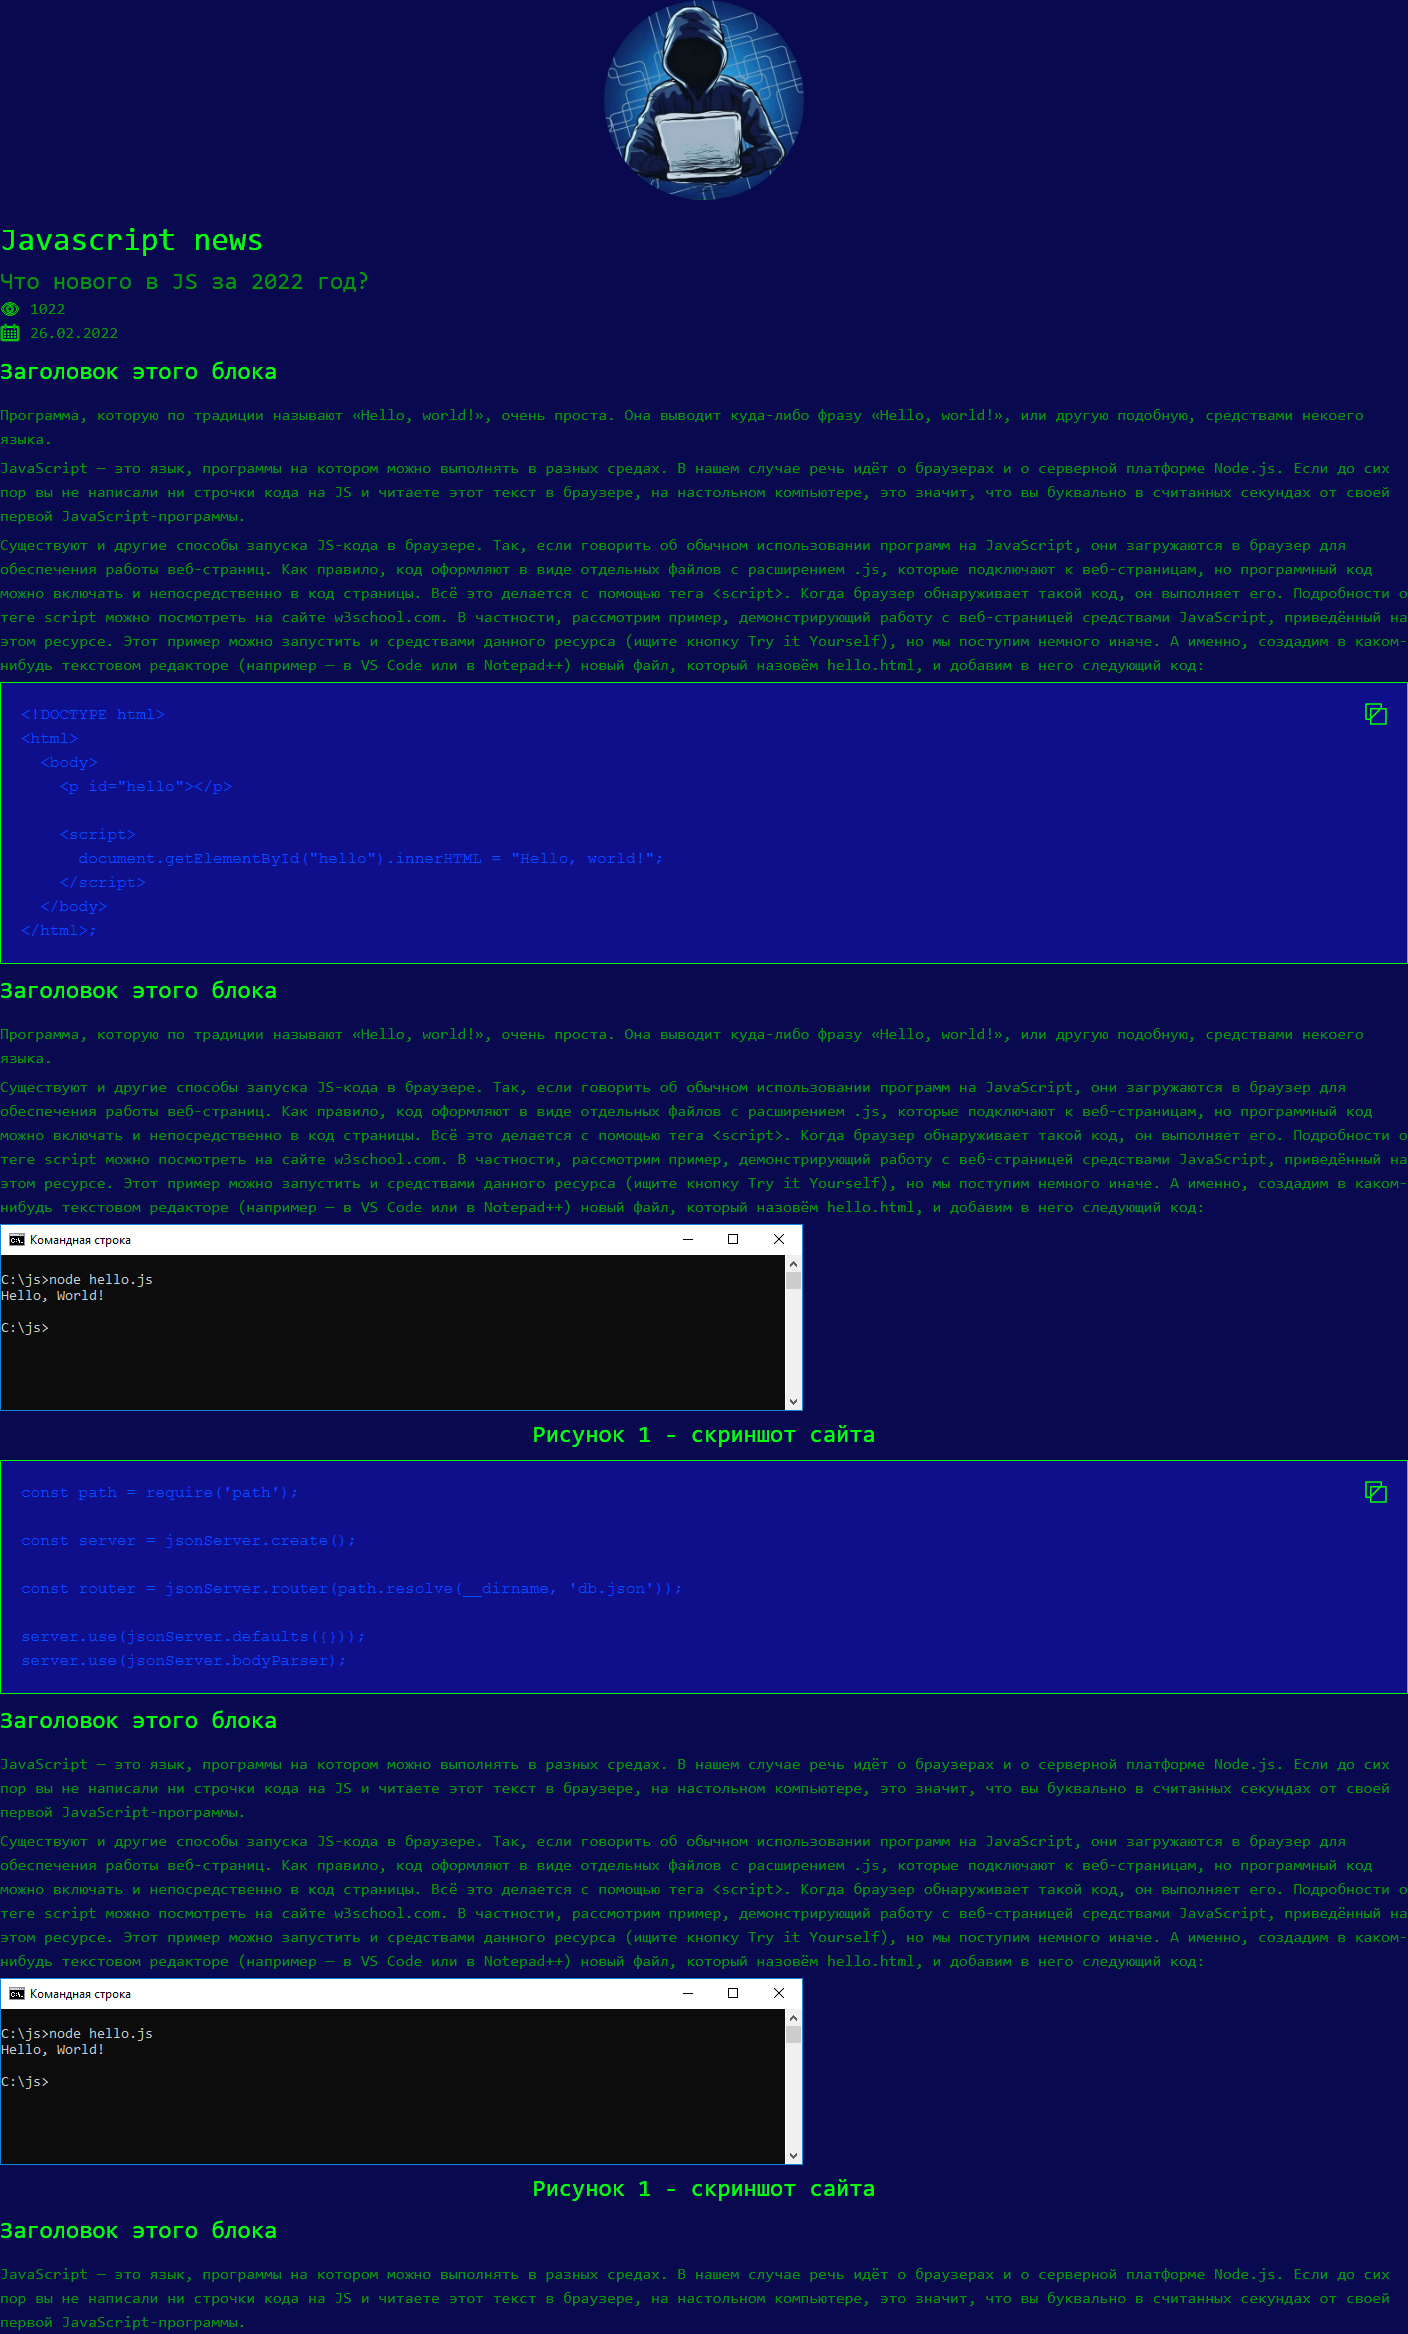 Javascript news
Что нового в JS за 2022 год?
1022
26.02.2022
Заголовок этого блока
Программа, которую по традиции называют «Hello, world!», очень проста. Она выводит куда-либо фразу «Hello, world!», или другую подобную, средствами некоего
языка.
JavaScript — это язык, программы на котором можно выполнять в разных средах. В нашем случае речь идёт о браузерах и о серверной платформе Node.js. Если до сих
пор вы не написали ни строчки кода на JS и читаете этот текст в браузере, на настольном компьютере, это значит, что вы буквально в считанных секундах от своей
первой JavaScript-программы.
Существуют и другие способы запуска JS-кода в браузере. Так, если говорить об обычном использовании программ на JavaScript, они загружаются в браузер для
обеспечения работы веб-страниц. Как правило, код оформляют в виде отдельных файлов с расширением .js, которые подключают к веб-страницам, но программный код
можно включать и непосредственно в код страницы. Всё это делается с помощью тега <script>. Когда браузер обнаруживает такой код, он выполняет его. Подробности о
теге script можно посмотреть на сайте w3school.com. В частности, рассмотрим пример, демонстрирующий работу с веб-страницей средствами JavaScript, приведённый на
этом ресурсе. Этот пример можно запустить и средствами данного ресурса (ищите кнопку Try it Yourself), но мы поступим немного иначе. А именно, создадим в каком-
нибудь текстовом редакторе (например — в VS Code или в Notepad++) новый файл, который назовём hello.html, и добавим в него следующий код:
<!DOCTYPE html>
<html>
  <body>
    <p id="hello"></p>

    <script>
      document.getElementById("hello").innerHTML = "Hello, world!";
    </script>
  </body>
</html>;
Заголовок этого блока
Программа, которую по традиции называют «Hello, world!», очень проста. Она выводит куда-либо фразу «Hello, world!», или другую подобную, средствами некоего
языка.
Существуют и другие способы запуска JS-кода в браузере. Так, если говорить об обычном использовании программ на JavaScript, они загружаются в браузер для
обеспечения работы веб-страниц. Как правило, код оформляют в виде отдельных файлов с расширением .js, которые подключают к веб-страницам, но программный код
можно включать и непосредственно в код страницы. Всё это делается с помощью тега <script>. Когда браузер обнаруживает такой код, он выполняет его. Подробности о
теге script можно посмотреть на сайте w3school.com. В частности, рассмотрим пример, демонстрирующий работу с веб-страницей средствами JavaScript, приведённый на
этом ресурсе. Этот пример можно запустить и средствами данного ресурса (ищите кнопку Try it Yourself), но мы поступим немного иначе. А именно, создадим в каком-
нибудь текстовом редакторе (например — в VS Code или в Notepad++) новый файл, который назовём hello.html, и добавим в него следующий код:
Командная строка
C:\js>node hello.js
Hello, World!
C:\js>
Рисунок 1 - скриншот сайта
const path = require('path');

const server = jsonServer.create();

const router = jsonServer.router(path.resolve(__dirname, 'db.json'));

server.use(jsonServer.defaults({}));
server.use(jsonServer.bodyParser);
Заголовок этого блока
JavaScript — это язык, программы на котором можно выполнять в разных средах. В нашем случае речь идёт о браузерах и о серверной платформе Node.js. Если до сих
пор вы не написали ни строчки кода на JS и читаете этот текст в браузере, на настольном компьютере, это значит, что вы буквально в считанных секундах от своей
первой JavaScript-программы.
Существуют и другие способы запуска JS-кода в браузере. Так, если говорить об обычном использовании программ на JavaScript, они загружаются в браузер для
обеспечения работы веб-страниц. Как правило, код оформляют в виде отдельных файлов с расширением .js, которые подключают к веб-страницам, но программный код
можно включать и непосредственно в код страницы. Всё это делается с помощью тега <script>. Когда браузер обнаруживает такой код, он выполняет его. Подробности о
теге script можно посмотреть на сайте w3school.com. В частности, рассмотрим пример, демонстрирующий работу с веб-страницей средствами JavaScript, приведённый на
этом ресурсе. Этот пример можно запустить и средствами данного ресурса (ищите кнопку Try it Yourself), но мы поступим немного иначе. А именно, создадим в каком-
нибудь текстовом редакторе (например — в VS Code или в Notepad++) новый файл, который назовём hello.html, и добавим в него следующий код:
Командная строка
C:\js>node hello.js
Hello, World!
C:\js>
Рисунок 1 - скриншот сайта
Заголовок этого блока
JavaScript — это язык, программы на котором можно выполнять в разных средах. В нашем случае речь идёт о браузерах и о серверной платформе Node.js. Если до сих
пор вы не написали ни строчки кода на JS и читаете этот текст в браузере, на настольном компьютере, это значит, что вы буквально в считанных секундах от своей
первой JavaScript-программы.